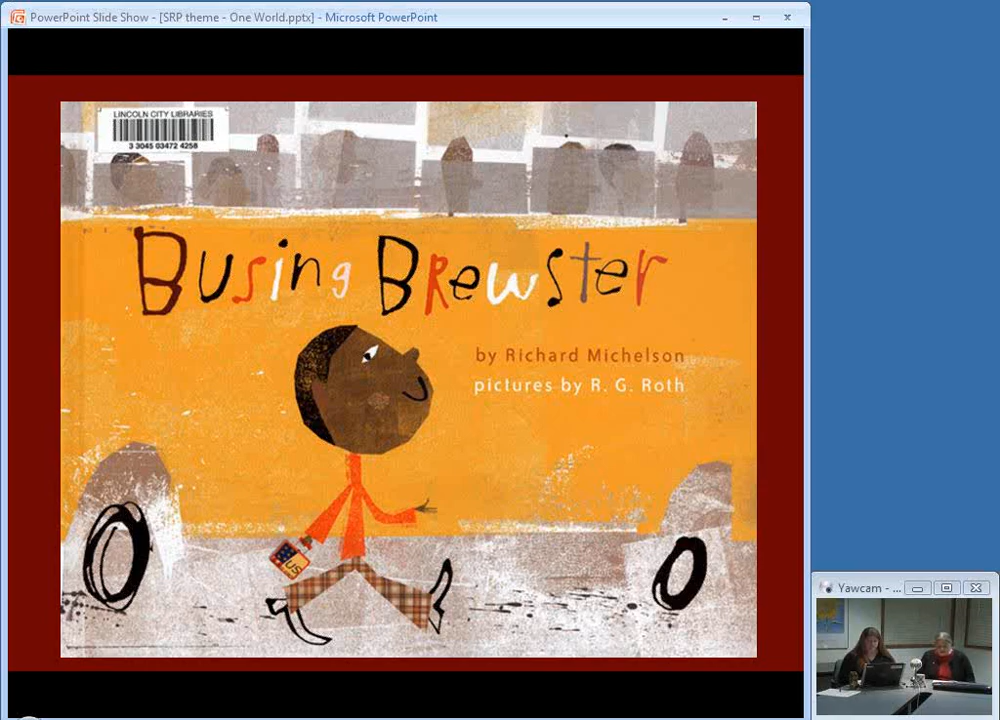 PowerPoint Slide Show - [SRP theme - One World.pptx] - Microsoft PowerPoint
LINCOLN CITY LIBRARIES
3 3045 03472 4258
Busing Brewster
by Richard Michelson
pictures by R. G. Roth
US
Yawcam - ...